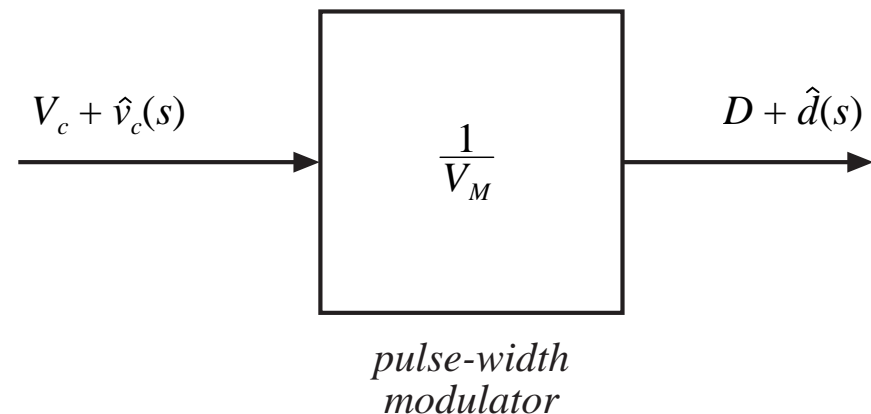 V_c + v̂_c(s)
1/V_M
D + d̂(s)
pulse-width
modulator